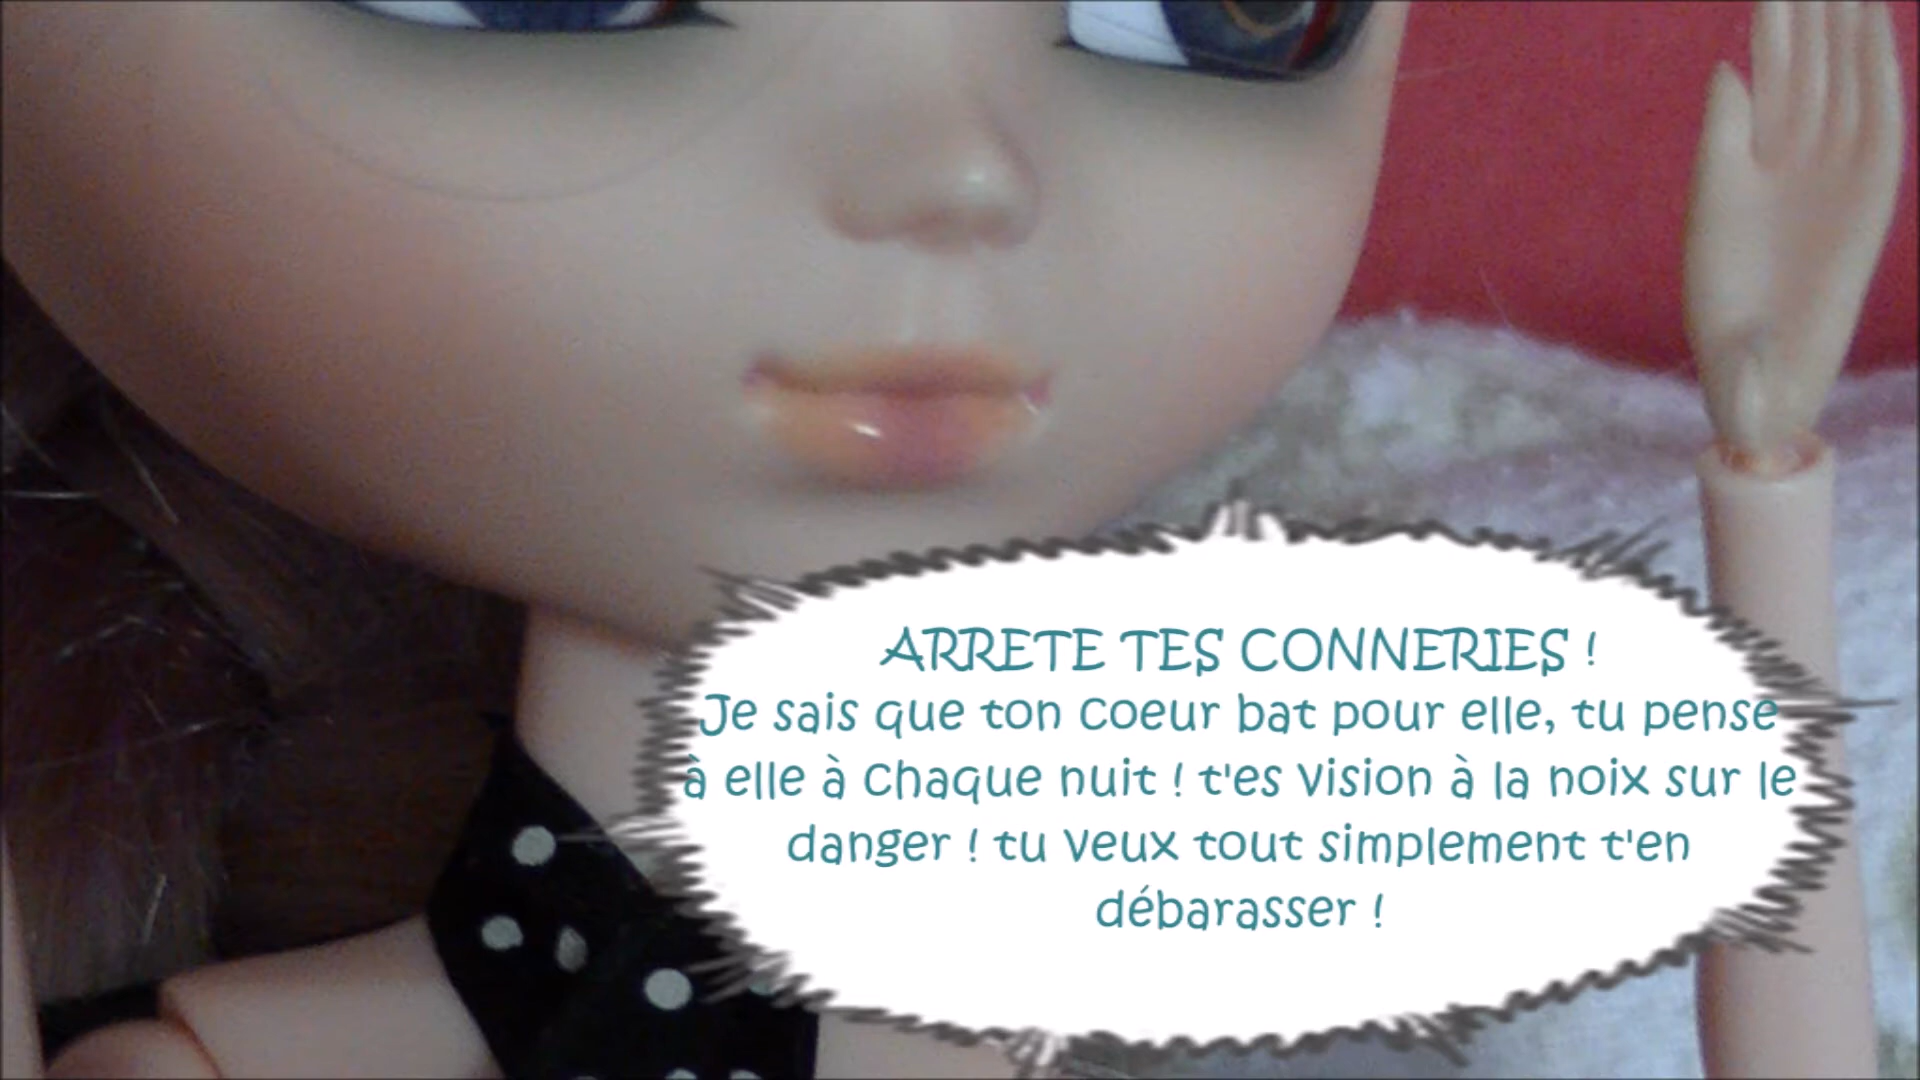 ARRETE TES CONNERIES !
Je sais que ton coeur bat pour elle, tu pense
à elle à chaque nuit ! t'es vision à la noix sur le
danger ! tu veux tout simplement t'en
débarasser !